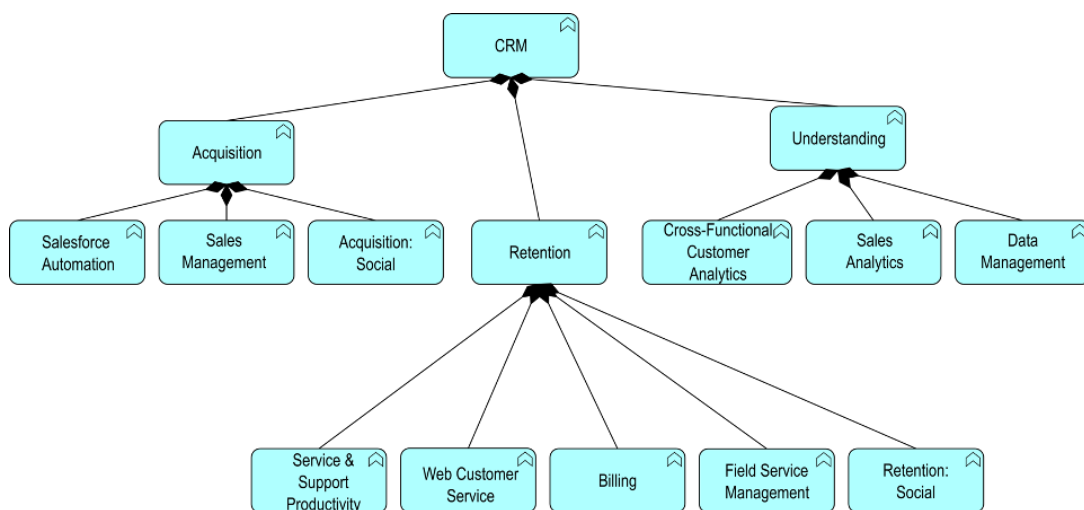 CRM
Acquisition
Understanding
Salesforce
Automation
Sales
Management
Acquisition:
Social
Retention
Cross-Functional
Customer
Analytics
Sales
Analytics
Data
Management
Service &
Support
Productivity
Web Customer
Service
Billing
Field Service
Management
Retention:
Social